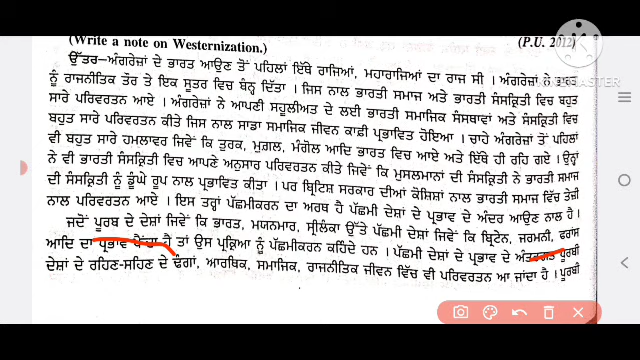 (Write a note on Westernization.) (P.U. 2012)
ਉੱਤਰ—ਅੰਗਰੇਜ਼ਾਂ ਦੇ ਭਾਰਤ ਆਉਣ ਤੋਂ ਪਹਿਲਾਂ ਇੱਥੇ ਰਾਜਿਆਂ, ਮਹਾਰਾਜਿਆਂ ਦਾ ਰਾਜ ਸੀ। ਅੰਗਰੇਜ਼ਾਂ ਨੇ ਭਾਰਤ
ਨੂੰ ਰਾਜਨੀਤਿਕ ਤੌਰ ਤੇ ਇਕ ਸੂਤਰ ਵਿਚ ਬੰਨ੍ਹ ਦਿੱਤਾ। ਜਿਸ ਨਾਲ ਭਾਰਤੀ ਸਮਾਜ ਅਤੇ ਭਾਰਤੀ ਸੰਸਕ੍ਰਿਤੀ ਵਿਚ ਬਹੁਤ
ਸਾਰੇ ਪਰਿਵਰਤਨ ਆਏ। ਅੰਗਰੇਜ਼ਾਂ ਨੇ ਆਪਣੀ ਸਹੂਲੀਅਤ ਦੇ ਲਈ ਭਾਰਤੀ ਸਮਾਜਿਕ ਸੰਸਥਾਵਾਂ ਅਤੇ ਸੰਸਕ੍ਰਿਤੀ ਵਿਚ
ਬਹੁਤ ਸਾਰੇ ਪਰਿਵਰਤਨ ਕੀਤੇ ਜਿਸ ਨਾਲ ਸਾਡਾ ਸਮਾਜਿਕ ਜੀਵਨ ਕਾਫ਼ੀ ਪ੍ਰਭਾਵਿਤ ਹੋਇਆ। ਚਾਹੇ ਅੰਗਰੇਜ਼ਾਂ ਤੋਂ ਪਹਿਲਾਂ
ਵੀ ਬਹੁਤ ਸਾਰੇ ਹਮਲਾਵਰ ਜਿਵੇਂ ਕਿ ਤੁਰਕ, ਮੁਗ਼ਲ, ਮੰਗੋਲ ਆਦਿ ਭਾਰਤ ਵਿਚ ਆਏ ਅਤੇ ਇੱਥੇ ਹੀ ਰਹਿ ਗਏ। ਉਨ੍ਹਾਂ
ਨੇ ਵੀ ਭਾਰਤੀ ਸੰਸਕ੍ਰਿਤੀ ਵਿਚ ਆਪਣੇ ਅਨੁਸਾਰ ਪਰਿਵਰਤਨ ਕੀਤੇ ਜਿਵੇਂ ਕਿ ਮੁਸਲਮਾਨਾਂ ਦੀ ਸੰਸਕ੍ਰਿਤੀ ਨੇ ਭਾਰਤੀ ਸਮਾਜ
ਦੀ ਸੰਸਕ੍ਰਿਤੀ ਨੂੰ ਡੂੰਘੇ ਰੂਪ ਨਾਲ ਪ੍ਰਭਾਵਿਤ ਕੀਤਾ। ਪਰ ਬ੍ਰਿਟਿਸ਼ ਸਰਕਾਰ ਦੀਆਂ ਕੋਸ਼ਿਸ਼ਾਂ ਨਾਲ ਭਾਰਤੀ ਸਮਾਜ ਵਿਚ ਤੇਜ਼ੀ
ਨਾਲ ਪਰਿਵਰਤਨ ਆਏ। ਇਸ ਤਰ੍ਹਾਂ ਪੱਛਮੀਕਰਨ ਦਾ ਅਰਥ ਹੈ ਪੱਛਮੀ ਦੇਸ਼ਾਂ ਦੇ ਪ੍ਰਭਾਵ ਦੇ ਅੰਦਰ ਆਉਣ ਨਾਲ ਹੈ।
ਜਦੋਂ ਪੂਰਬ ਦੇ ਦੇਸ਼ਾਂ ਜਿਵੇਂ ਕਿ ਭਾਰਤ, ਮਯਨਮਾਰ, ਸ੍ਰੀਲੰਕਾ ਉੱਤੇ ਪੱਛਮੀ ਦੇਸ਼ਾਂ ਜਿਵੇਂ ਕਿ ਬ੍ਰਿਟੇਨ, ਜਰਮਨੀ, ਫਰਾਂਸ
ਆਦਿ ਦਾ ਪ੍ਰਭਾਵ ਪੈਂਦਾ ਹੈ ਤਾਂ ਉਸ ਪ੍ਰਕ੍ਰਿਆ ਨੂੰ ਪੱਛਮੀਕਰਨ ਕਹਿੰਦੇ ਹਨ। ਪੱਛਮੀ ਦੇਸ਼ਾਂ ਦੇ ਪ੍ਰਭਾਵ ਦੇ ਅੰਤਰਗਤ ਪੂਰਬੀ
ਦੇਸ਼ਾਂ ਦੇ ਰਹਿਣ-ਸਹਿਣ ਦੇ ਢੰਗਾਂ, ਆਰਥਿਕ, ਸਮਾਜਿਕ, ਰਾਜਨੀਤਿਕ ਜੀਵਨ ਵਿੱਚ ਵੀ ਪਰਿਵਰਤਨ ਆ ਜਾਂਦਾ ਹੈ। ਪੂਰਬੀ